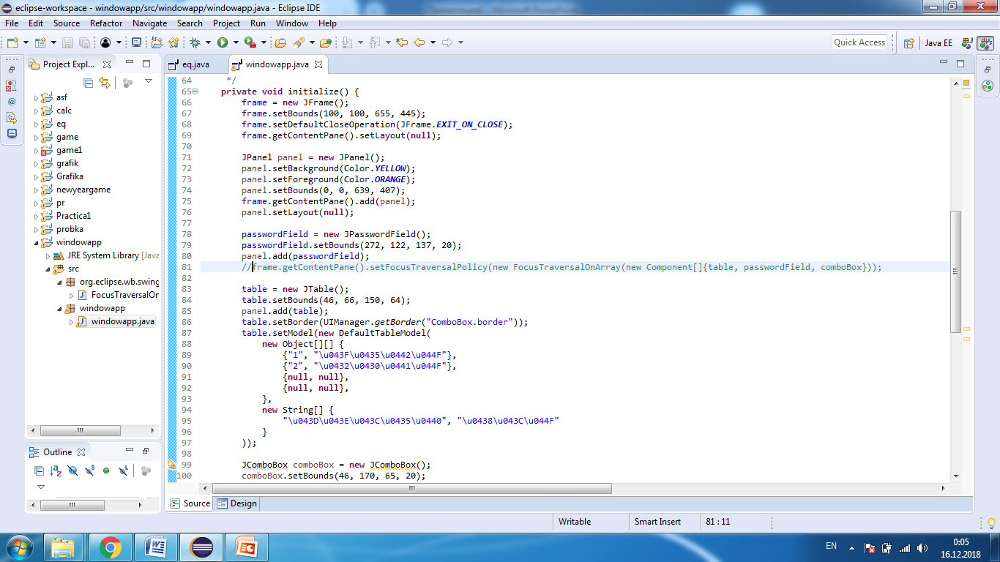 eclipse-workspace - windowapp/src/windowapp/windowapp.java - Eclipse IDE
File Edit Source Refactor Navigate Search Project Run Window Help
Quick Access
Java EE
Project Expl...
asf
calc
eq
game
game1
grafik
Grafika
newyeargame
pr
Practica1
probka
windowapp
JRE System Library [Java
src
org.eclipse.wb.swing
FocusTraversalOn
windowapp
windowapp.java
Outline
eq.java
windowapp.java
64 */
65 private void initialize() {
66 frame = new JFrame();
67 frame.setBounds(100, 100, 655, 445);
68 frame.setDefaultCloseOperation(JFrame.EXIT_ON_CLOSE);
69 frame.getContentPane().setLayout(null);
70
71 JPanel panel = new JPanel();
72 panel.setBackground(Color.YELLOW);
73 panel.setForeground(Color.ORANGE);
74 panel.setBounds(0, 0, 639, 407);
75 frame.getContentPane().add(panel);
76 panel.setLayout(null);
77
78 passwordField = new JPasswordField();
79 passwordField.setBounds(272, 122, 137, 20);
80 panel.add(passwordField);
81 //frame.getContentPane().setFocusTraversalPolicy(new FocusTraversalOnArray(new Component[]{table, passwordField, comboBox}));
82
83 table = new JTable();
84 table.setBounds(46, 66, 150, 64);
85 panel.add(table);
86 table.setBorder(UIManager.getBorder("ComboBox.border"));
87 table.setModel(new DefaultTableModel(
88 new Object[][] {
89 {"1", "\u043F\u0435\u0442\u044F"},
90 {"2", "\u0432\u0430\u0441\u044F"},
91 {null, null},
92 {null, null},
93 },
94 new String[] {
95 "\u043D\u043E\u043C\u0435\u0440", "\u0438\u043C\u044F"
96 }
97 ));
98
99 JComboBox comboBox = new JComboBox();
100 comboBox.setBounds(46, 170, 65, 20);
Source Design
Writable
Smart Insert
81 : 11
EN
0:05
16.12.2018